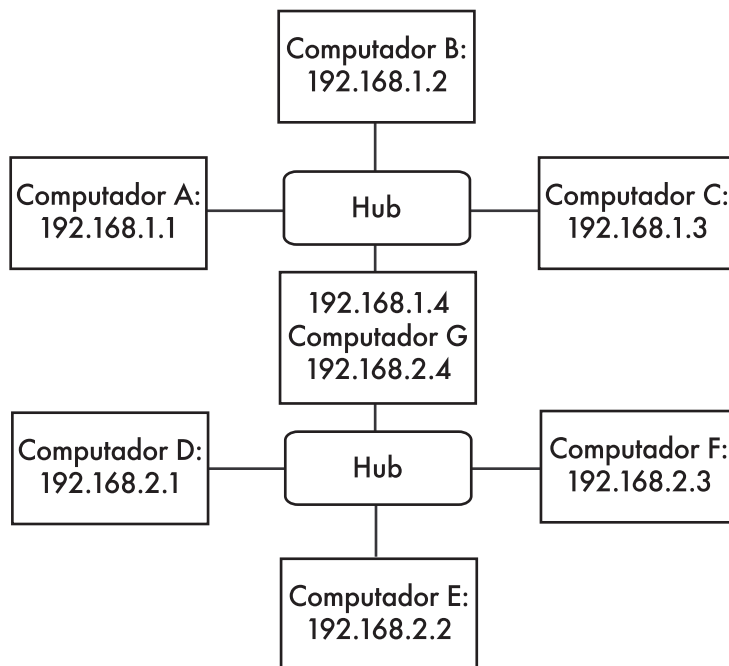 Computador B:
192.168.1.2
Computador A:
192.168.1.1
Hub
Computador C:
192.168.1.3
192.168.1.4
Computador G
192.168.2.4
Computador D:
192.168.2.1
Hub
Computador F:
192.168.2.3
Computador E:
192.168.2.2